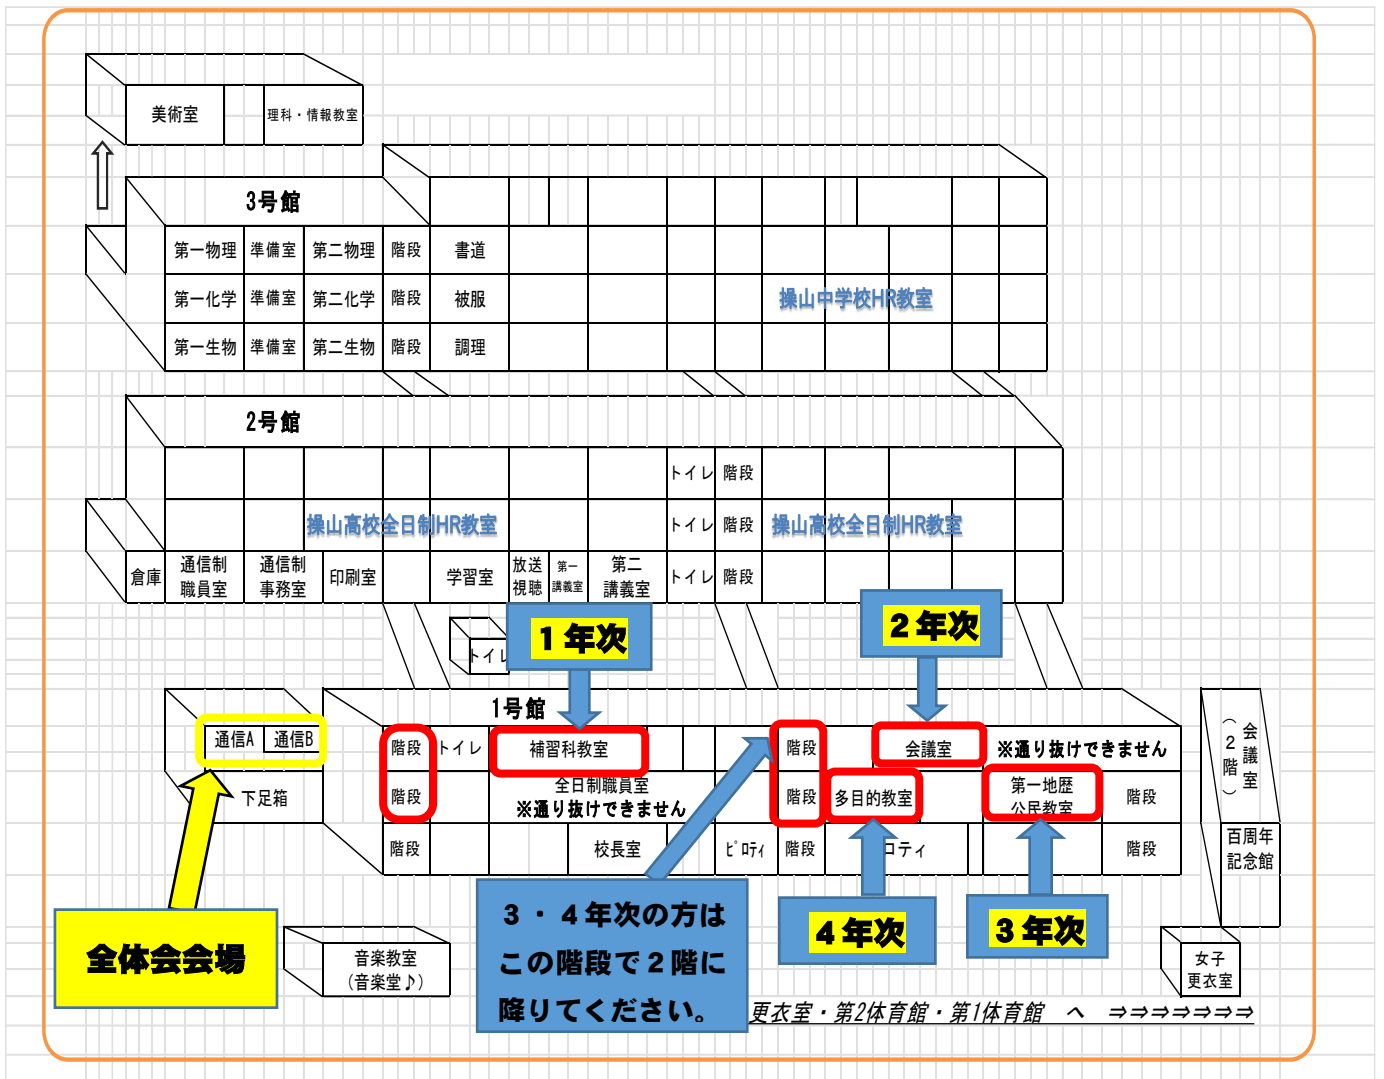 美術室
理科・情報教室
3号館
第一物理 準備室 第二物理 階段 書道
第一化学 準備室 第二化学 階段 被服
操山中学校HR教室
第一生物 準備室 第二生物 階段 調理
2号館
トイレ 階段
操山高校全日制HR教室 トイレ 階段 操山高校全日制HR教室
倉庫
通信制
職員室
通信制
事務室
印刷室
学習室
放送
視聴
第一
講義室
第二
講義室
トイレ 階段
1年次
2年次
トイレ
1号館
通信A 通信B
階段 トイレ 補習科教室 階段 会議室 ※通り抜けできません
下足箱
階段
全日制職員室
※通り抜けできません
階段 多目的教室
第一地歴
公民教室
階段
階段 校長室 ピロティ 階段 ロティ 階段
会議室
(2階)
百周年
記念館
全体会会場
音楽教室
(音楽堂♪)
3・4年次の方は
この階段で2階に
降りてください。
4年次
3年次
女子
更衣室
更衣室・第2体育館・第1体育館 へ ⇒⇒⇒⇒⇒⇒⇒